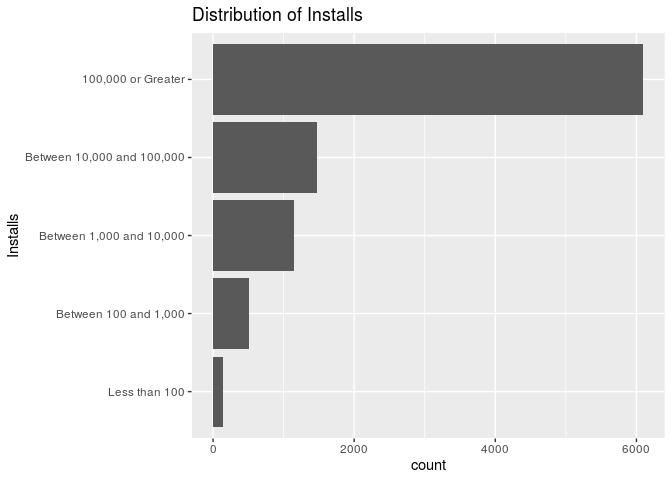 Distribution of Installs
100,000 or Greater
Between 10,000 and 100,000
Between 1,000 and 10,000
Between 100 and 1,000
Less than 100
Installs
0 2000 4000 6000
count